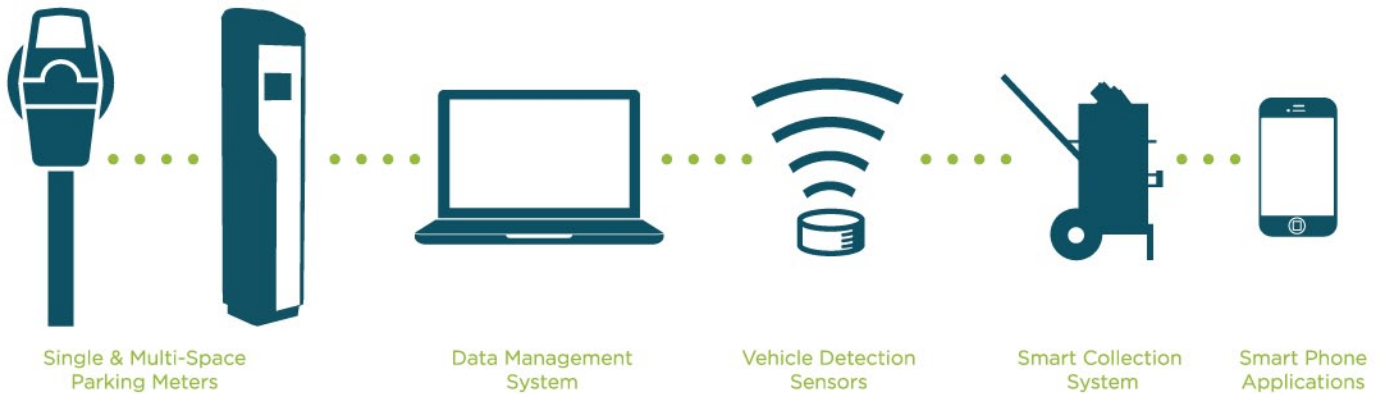 Single & Multi-Space
Parking Meters
Data Management
System
Vehicle Detection
Sensors
Smart Collection
System
Smart Phone
Applications